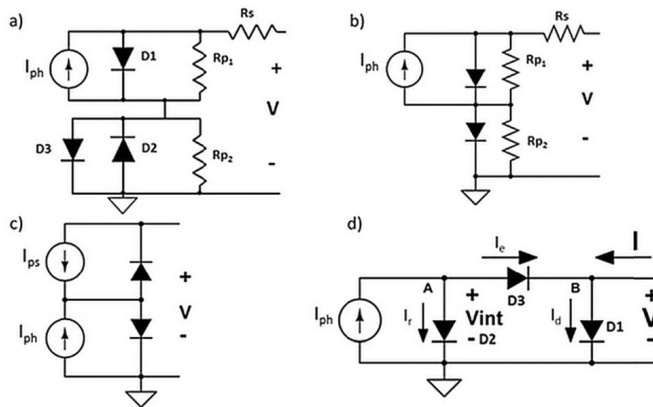 a)
Rs
Iph
D1
Rp1
+
V
-
D3
D2
Rp2
b)
Rs
Iph
Rp1
+
V
-
Rp2
c)
Ips
Iph
+
V
-
d)
Ie
I
A
B
D3
Iph
Ir
+
Vint
-D2
Id
D1
+
V
-